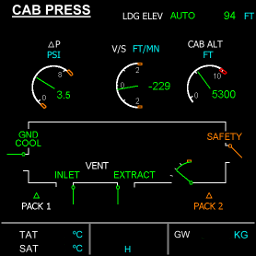 CAB PRESS
LDG ELEV AUTO 94 FT
△P
PSI
8
3.5
0
V/S FT/MN
2
0
2
-229
CAB ALT
FT
10
5300
0
GND
COOL
SAFETY
VENT
INLET EXTRACT
△
PACK 1
△
PACK 2
TAT °C
GW KG
SAT °C
H